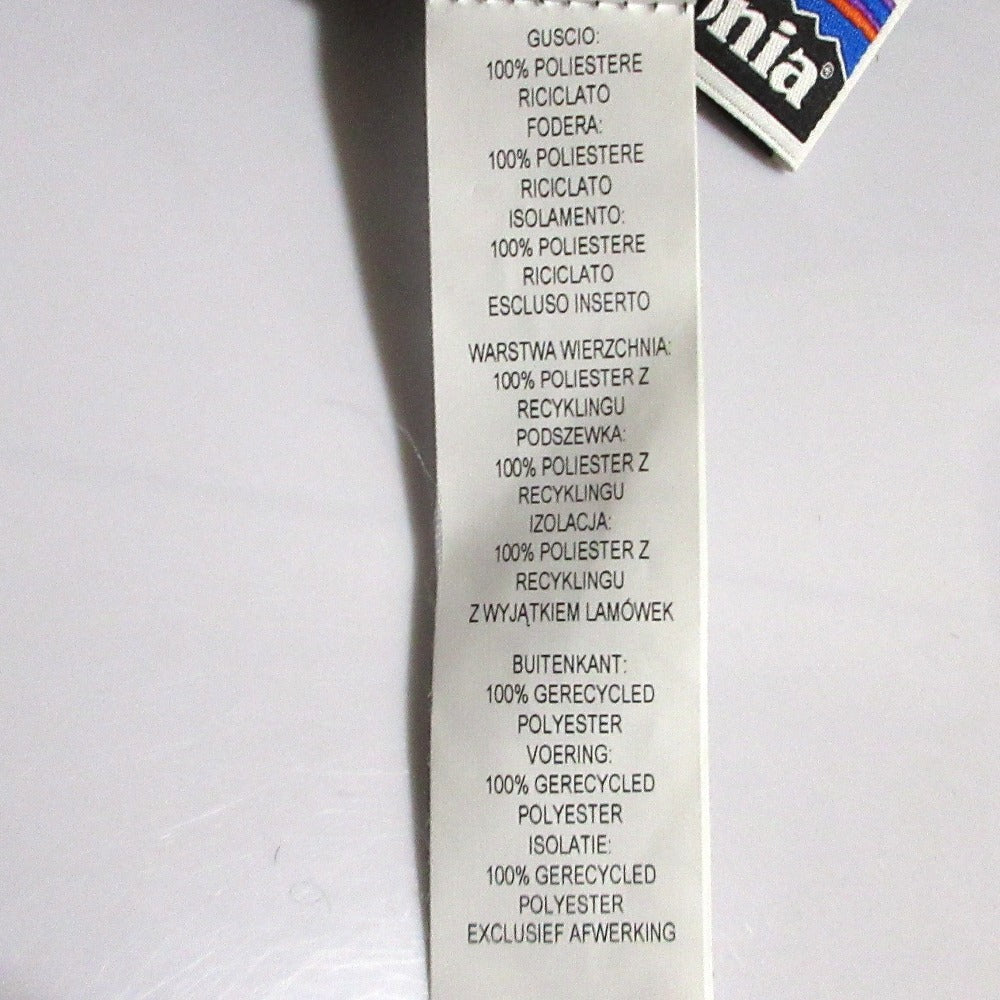 GUSCIO:
100% POLIESTERE
RICICLATO
FODERA:
100% POLIESTERE
RICICLATO
ISOLAMENTO:
100% POLIESTERE
RICICLATO
ESCLUSO INSERTO
WARSTWA WIERZCHNIA:
100% POLIESTER Z
RECYKLINGU
PODSZEWKA:
100% POLIESTER Z
RECYKLINGU
IZOLACJA:
100% POLIESTER Z
RECYKLINGU
Z WYJĄTKIEM LAMÓWEK
BUITENKANT:
100% GERECYCLED
POLYESTER
VOERING:
100% GERECYCLED
POLYESTER
ISOLATIE:
100% GERECYCLED
POLYESTER
EXCLUSIEF AFWERKING
onia®